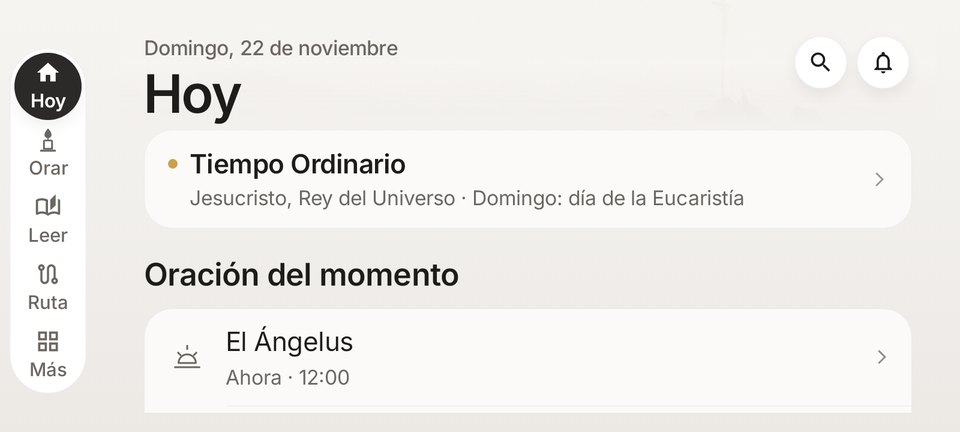 Domingo, 22 de noviembre
Hoy
Hoy
Orar
Leer
Ruta
Más
Tiempo Ordinario
Jesucristo, Rey del Universo · Domingo: día de la Eucaristía
Oración del momento
El Ángelus
Ahora · 12:00